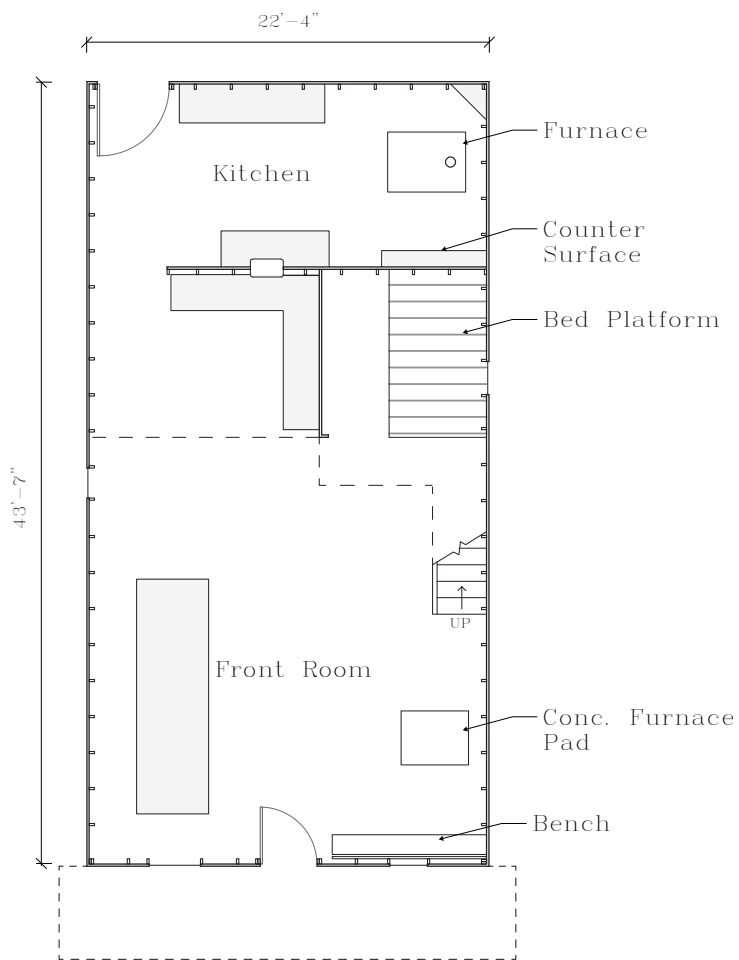 22'-4"
Furnace
Kitchen
Counter
Surface
Bed Platform
43'-7"
UP
Front Room
Conc. Furnace
Pad
Bench